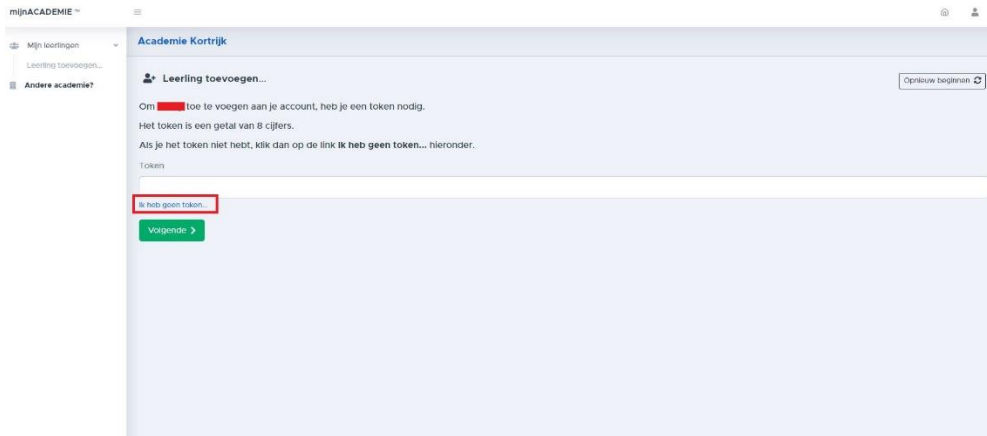 mijnACADEMIE ™
Mijn leerlingen
Leerling toevoegen...
Andere academie?
Academie Kortrijk
Leerling toevoegen...
Opnieuw beginnen
Om toe te voegen aan je account, heb je een token nodig.
Het token is een getal van 8 cijfers.
Als je het token niet hebt, klik dan op de link Ik heb geen token... hieronder.
Token
Ik heb geen token...
Volgende